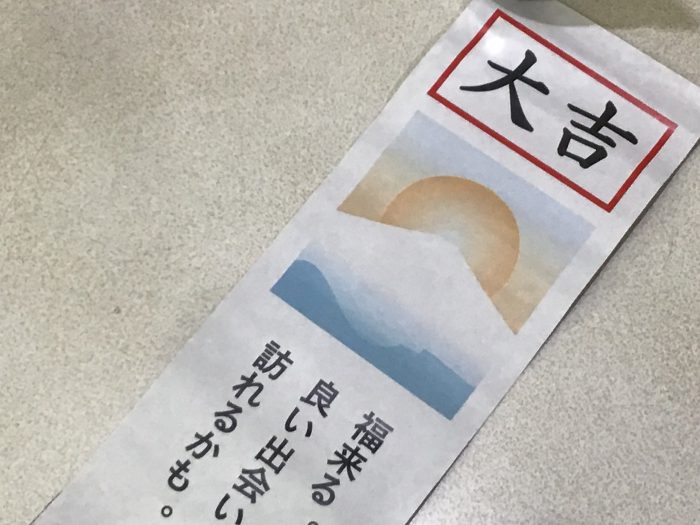 大吉
福来る。
良い出会い
訪れるかも。